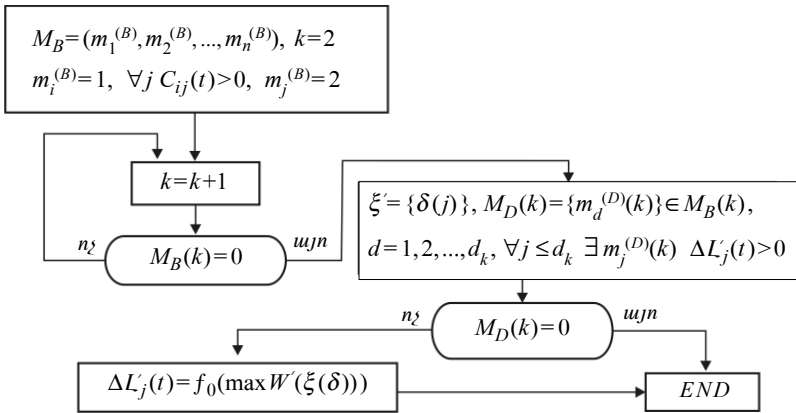 M_B=(m_1^(B), m_2^(B), ..., m_n^(B)), k=2
m_i^(B)=1, ∀j C_ij(t)>0, m_j^(B)=2
k=k+1
ոչ
M_B(k)=0
այո
ξ′={δ(j)}, M_D(k)={m_d^(D)(k)}∈M_B(k),
d=1,2,...,d_k, ∀j≤d_k ∃m_j^(D)(k) ΔL′_j(t)>0
ոչ
M_D(k)=0
այո
ΔL′_j(t)=f_0(max W′(ξ(δ)))
END